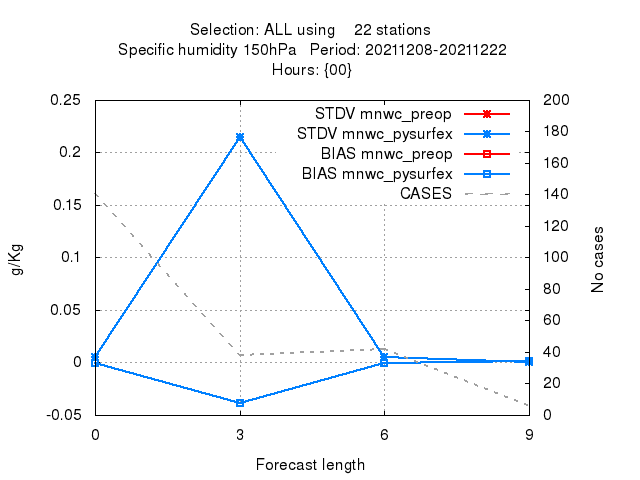 Selection: ALL using    22 stations
Specific humidity 150hPa   Period: 20211208-20211222
Hours: {00}
STDV mnwc_preop
STDV mnwc_pysurfex
BIAS mnwc_preop
BIAS mnwc_pysurfex
CASES
0.25
0.2
0.15
0.1
0.05
0
-0.05
200
180
160
140
120
100
80
60
40
20
0
g/Kg
No cases
0 3 6 9
Forecast length